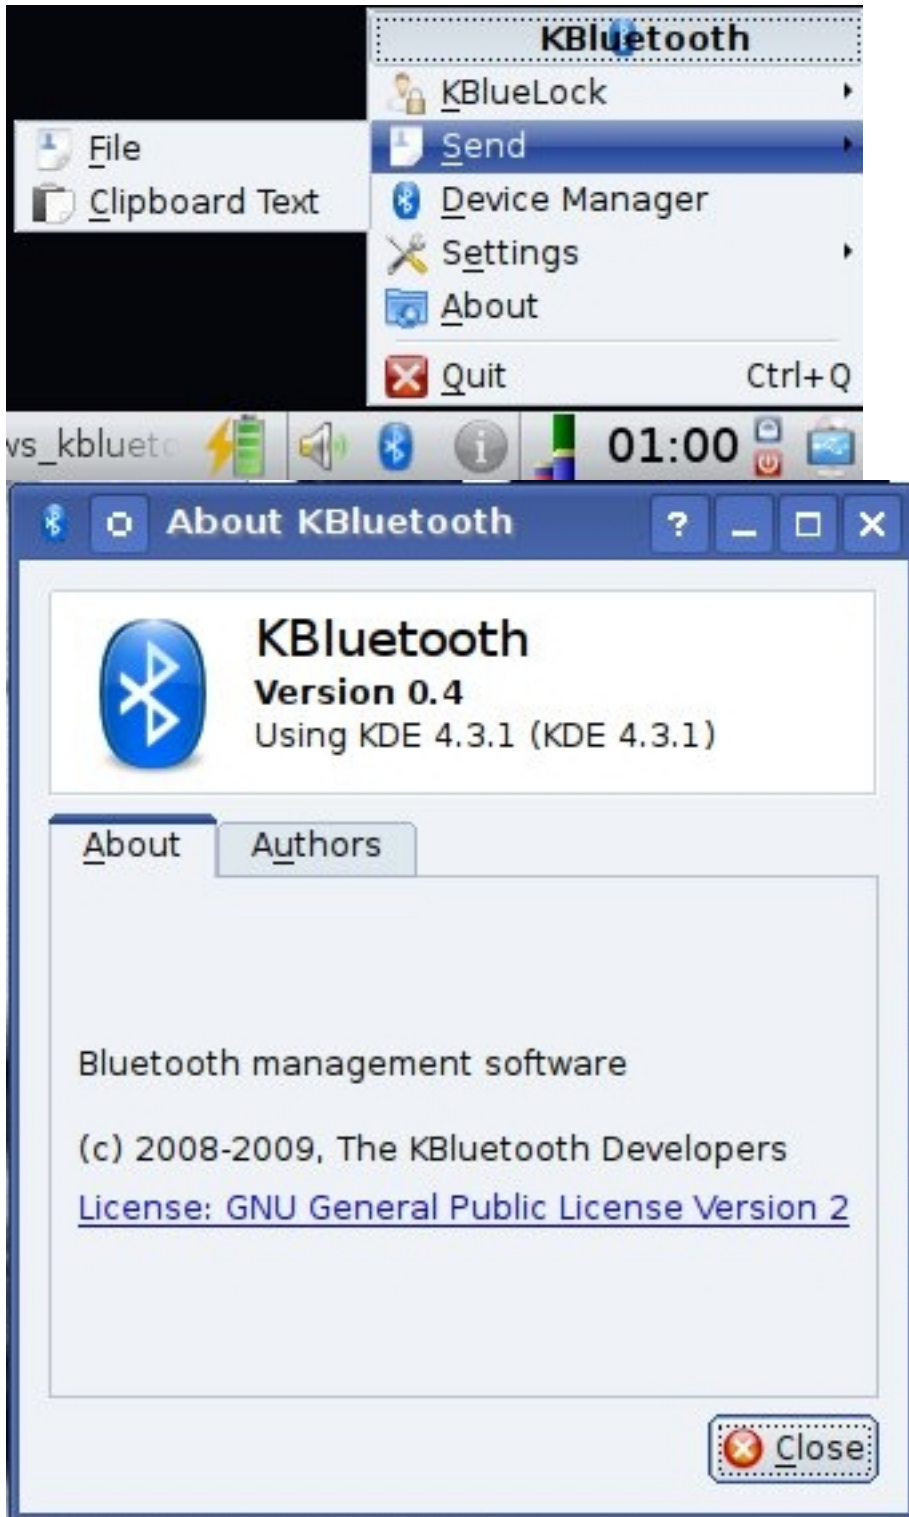 KBluetooth
KBlueLock
Send
File
Clipboard Text
Device Manager
Settings
About
Quit Ctrl+Q
ws_kblueto 01:00
About KBluetooth
KBluetooth
Version 0.4
Using KDE 4.3.1 (KDE 4.3.1)
About Authors
Bluetooth management software
(c) 2008-2009, The KBluetooth Developers
License: GNU General Public License Version 2
Close